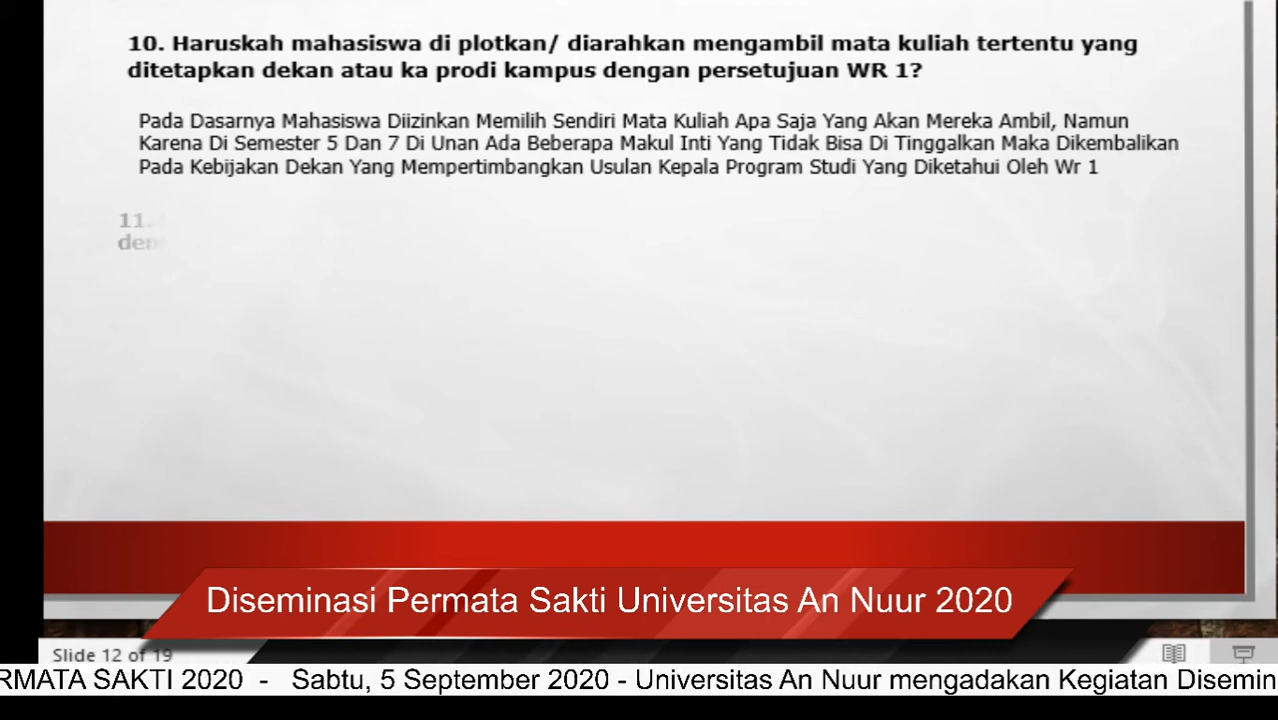 10. Haruskah mahasiswa di plotkan/ diarahkan mengambil mata kuliah tertentu yang
ditetapkan dekan atau ka prodi kampus dengan persetujuan WR 1?
Pada Dasarnya Mahasiswa Diizinkan Memilih Sendiri Mata Kuliah Apa Saja Yang Akan Mereka Ambil, Namun
Karena Di Semester 5 Dan 7 Di Unan Ada Beberapa Makul Inti Yang Tidak Bisa Di Tinggalkan Maka Dikembalikan
Pada Kebijakan Dekan Yang Mempertimbangkan Usulan Kepala Program Studi Yang Diketahui Oleh Wr 1
11.
Diseminasi Permata Sakti Universitas An Nuur 2020
Slide 12 of 19
RMATA SAKTI 2020 - Sabtu, 5 September 2020 - Universitas An Nuur mengadakan Kegiatan Disemin